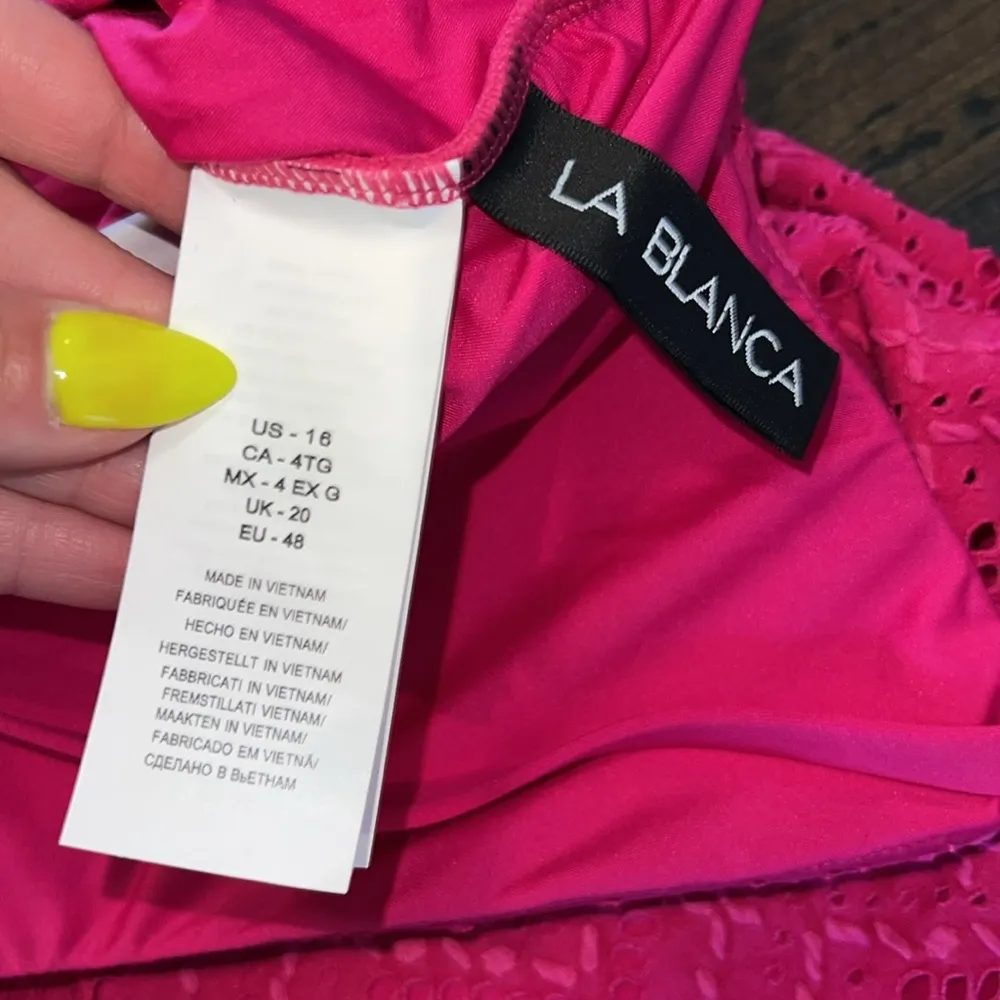 LA BLANCA
US - 16
CA - 4TG
MX - 4 EX G
UK - 20
EU - 48
MADE IN VIETNAM
FABRIQUÉE EN VIETNAM/
HECHO EN VIETNAM/
HERGESTELLT IN VIETNAM
FABBRICATI IN VIETNAM/
FREMSTILLATI VIETNAM/
MAAKTEN IN VIETNAM/
FABRICADO EM VIETNÃ/
СДЕЛАНО В ВЬЕТНАМ